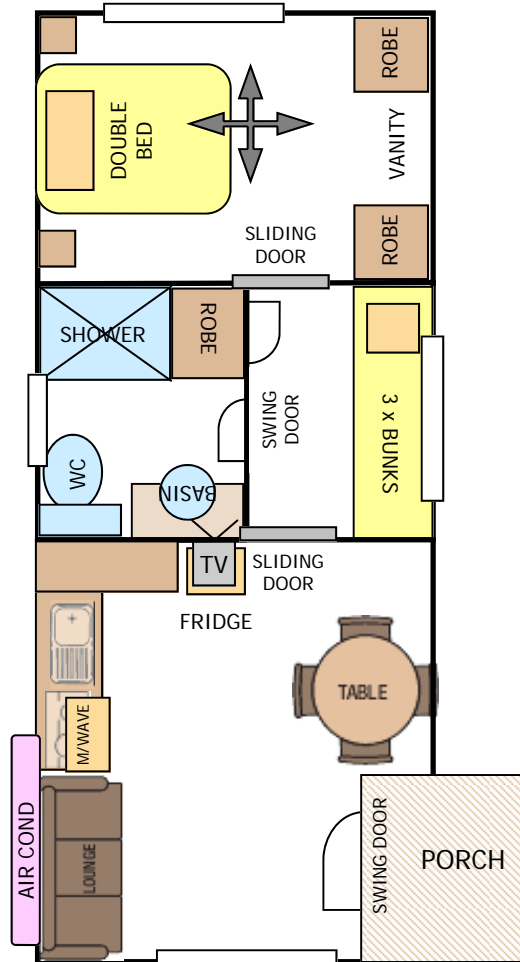 ROBE
DOUBLE
BED
VANITY
ROBE
SLIDING
DOOR
SHOWER
ROBE
SWING
DOOR
3 x BUNKS
WC
BASIN
TV
SLIDING
DOOR
FRIDGE
TABLE
M/WAVE
AIR COND
LOUNGE
SWING DOOR
PORCH